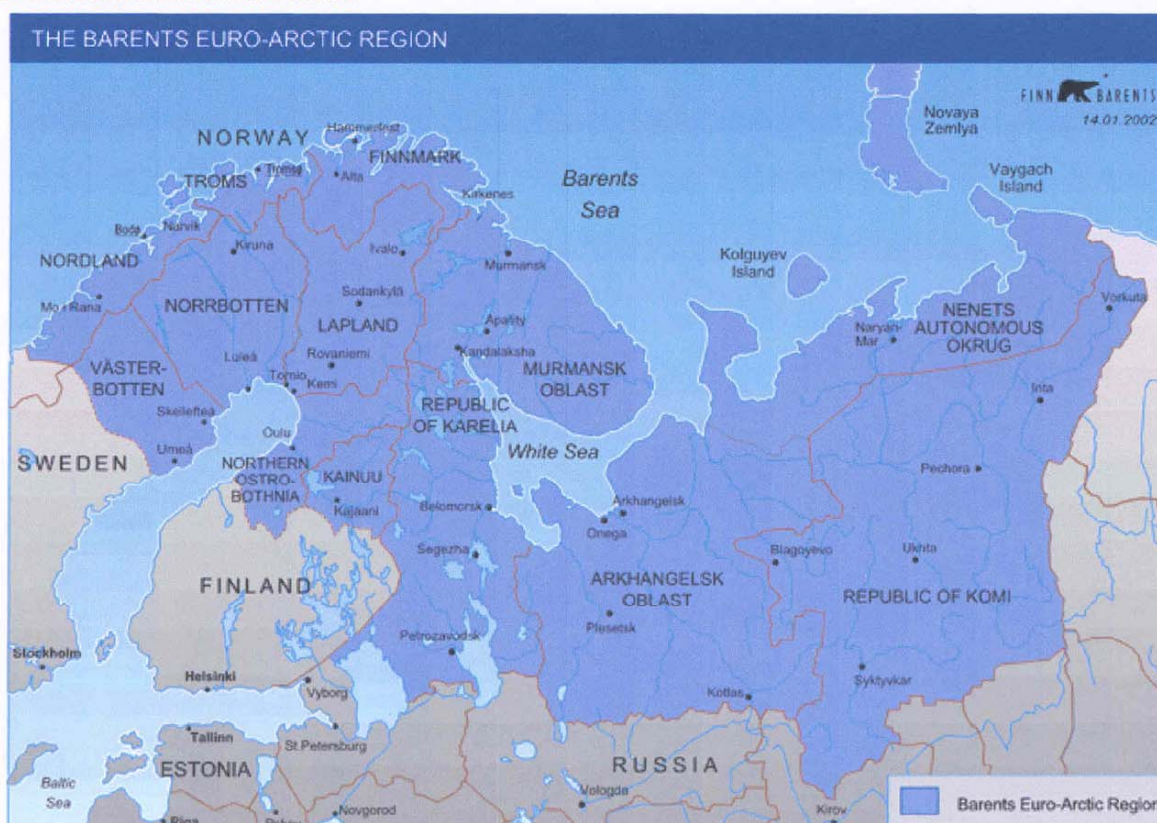 THE BARENTS EURO-ARCTIC REGION
FINN BARENTS
14.01.2002
Novaya
Zemlya
NORWAY
Hammerfest
FINNMARK
TROMS
Tromsø
Alta
Kirkenes
Barents
Sea
Vaygach
Island
Bodø
Narvik
Kiruna
Ivalo
Murmansk
Kolguyev
Island
NORDLAND
Mo i Rana
NORRBOTTEN
Sodankylä
LAPLAND
Apatity
Kandalaksha
Naryan-
Mar
NENETS
AUTONOMOUS
OKRUG
Vorkuta
VÄSTER-
BOTTEN
Luleå
Rovaniemi
Tornio
Kemi
MURMANSK
OBLAST
REPUBLIC
OF KARELIA
Inta
Skellefteå
Oulu
White Sea
SWEDEN
Umeå
NORTHERN
OSTRO-
BOTHNIA
KAINUU
Kajaani
Pechora
Belomorsk
Arkhangelsk
Onega
Segezha
Blagoyevo
Ukhta
FINLAND
ARKHANGELSK
OBLAST
REPUBLIC OF KOMI
Plesetsk
Petrozavodsk
Stockholm
Helsinki
Vyborg
Kotlas
Syktyvkar
Tallinn
St.Petersburg
ESTONIA
RUSSIA
Baltic
Sea
Vologda
Novgorod
Kirov
Riga
Barents Euro-Arctic Region